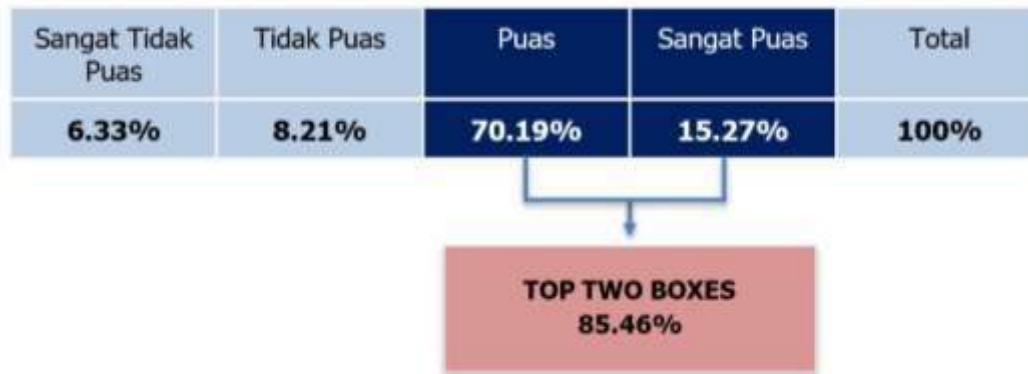 Sangat Tidak Puas
Tidak Puas
Puas
Sangat Puas
Total
6.33%
8.21%
70.19%
15.27%
100%
TOP TWO BOXES
85.46%